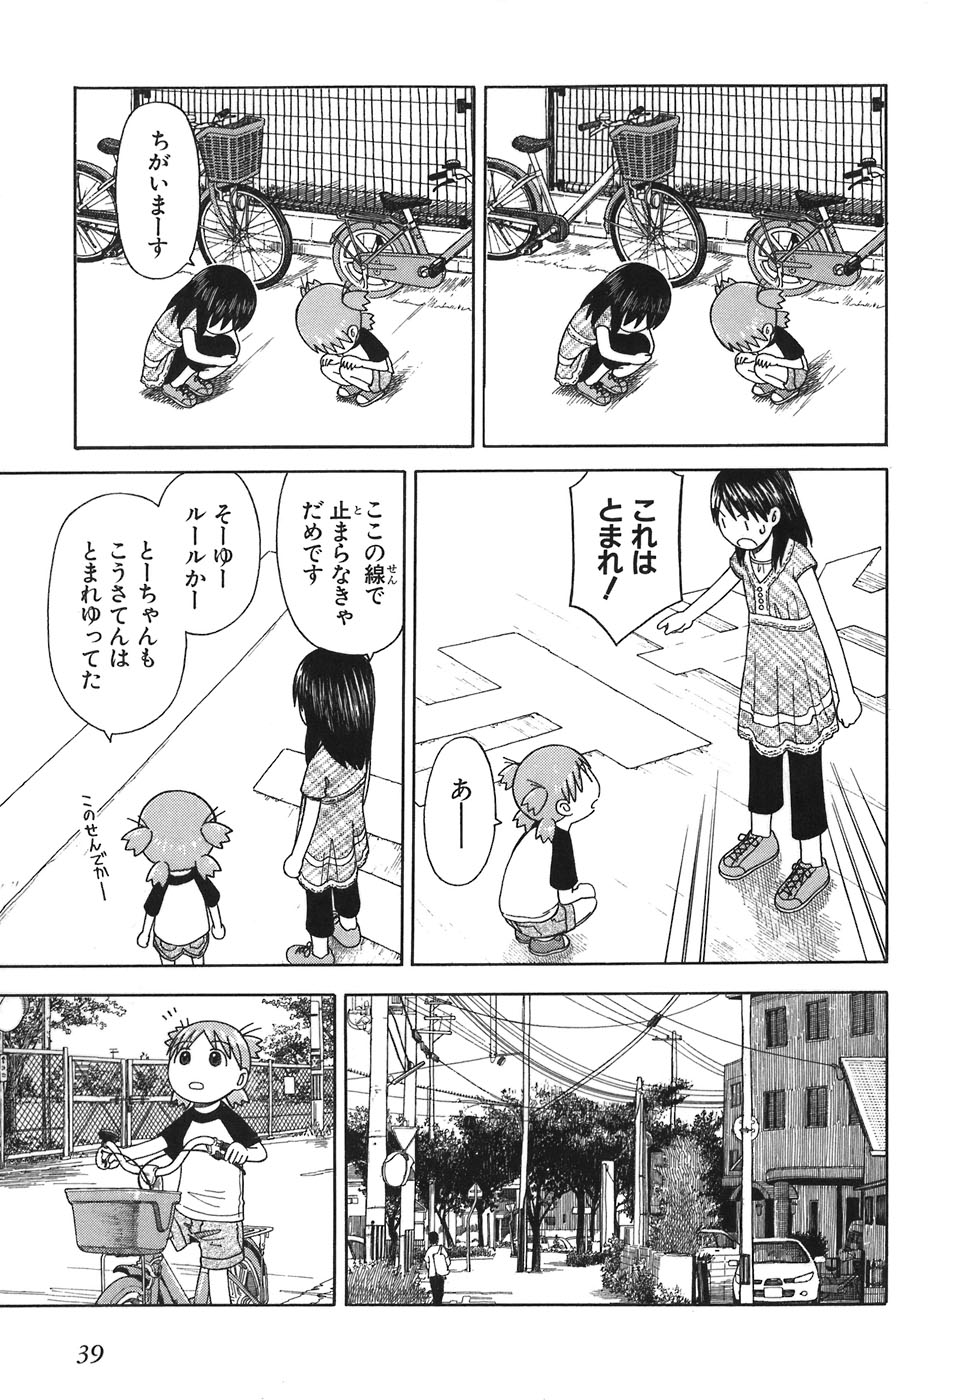 ちがいまーす
これは
とまれ!
あー
ここの線で
止まらなきゃ
だめです
そーゆー
ルールかー
とーちゃんも
こうさてんは
とまれゆってた
このせんでかー
39